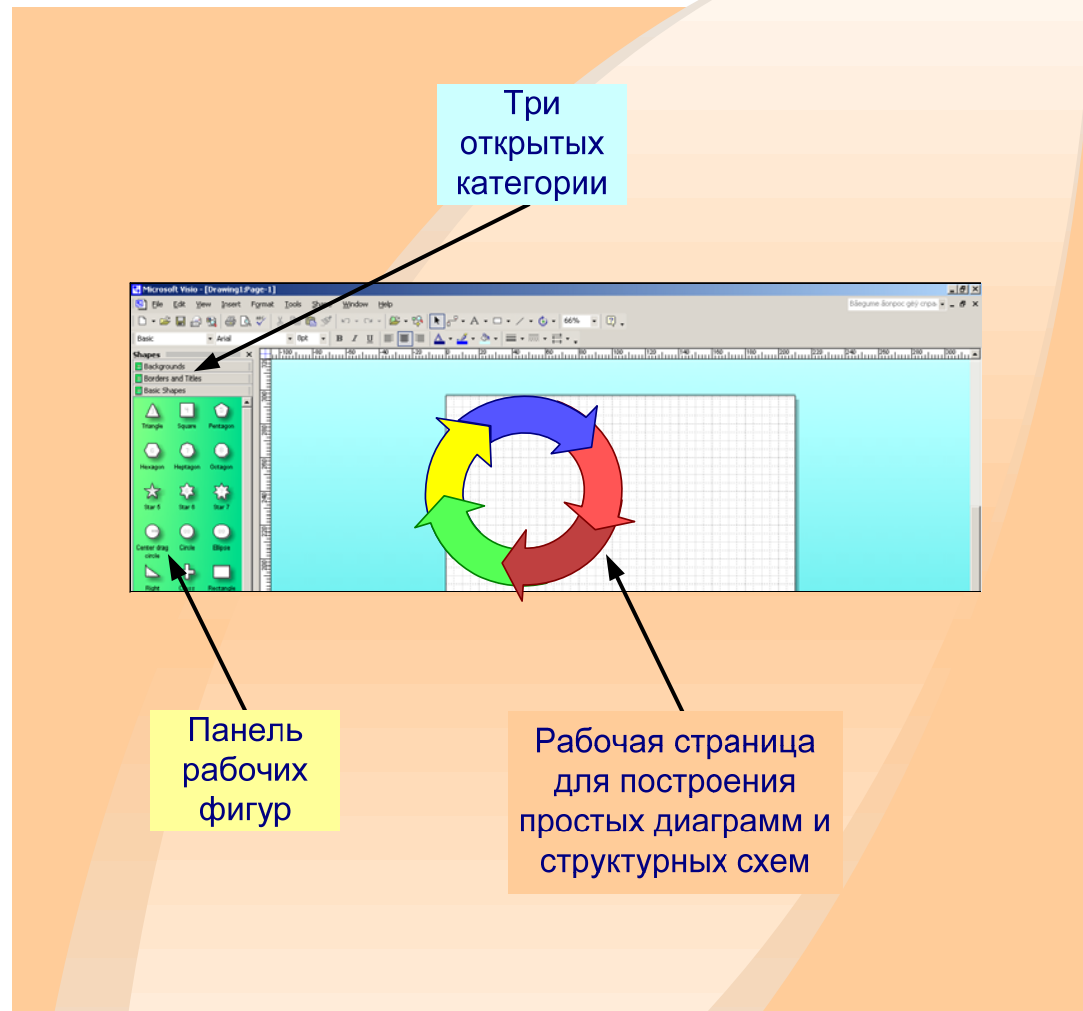 Три
открытых
категории
Microsoft Visio - [Drawing1:Page-1]
File Edit View Insert Format Tools Shape Window Help
66%
Basic Arial 8pt B I U
Shapes
Backgrounds
Borders and Titles
Basic Shapes
Triangle Square Pentagon
Hexagon Heptagon Octagon
Star 5 Star 6 Star 7
Center drag circle Circle Ellipse
Right Rectangle
Панель
рабочих
фигур
Рабочая страница
для построения
простых диаграмм и
структурных схем